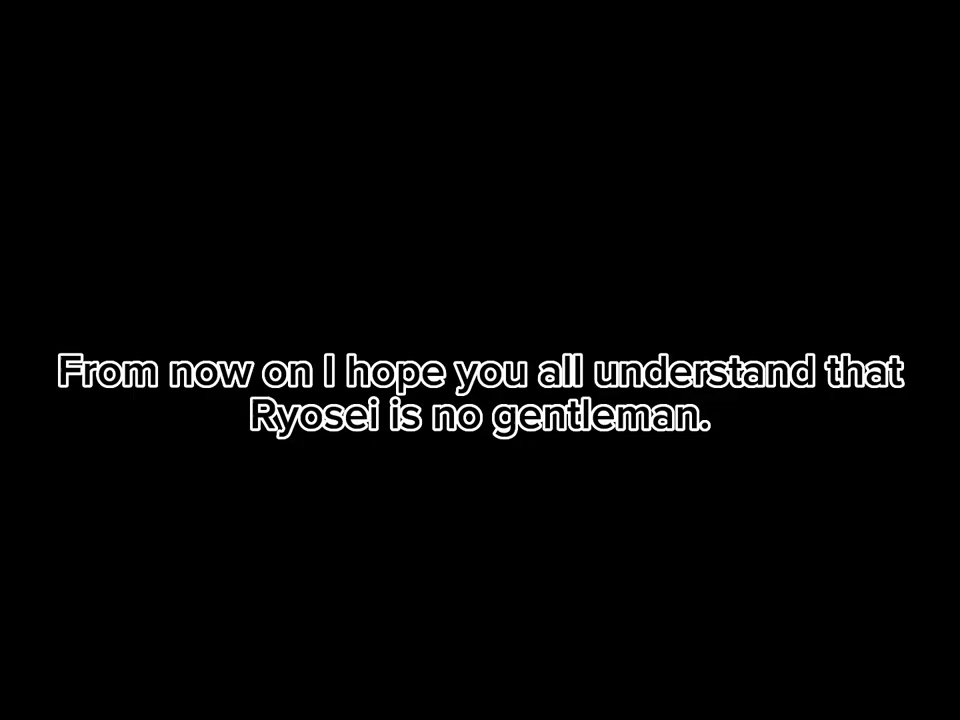 From now on I hope you all understand that
Ryosei is no gentleman.